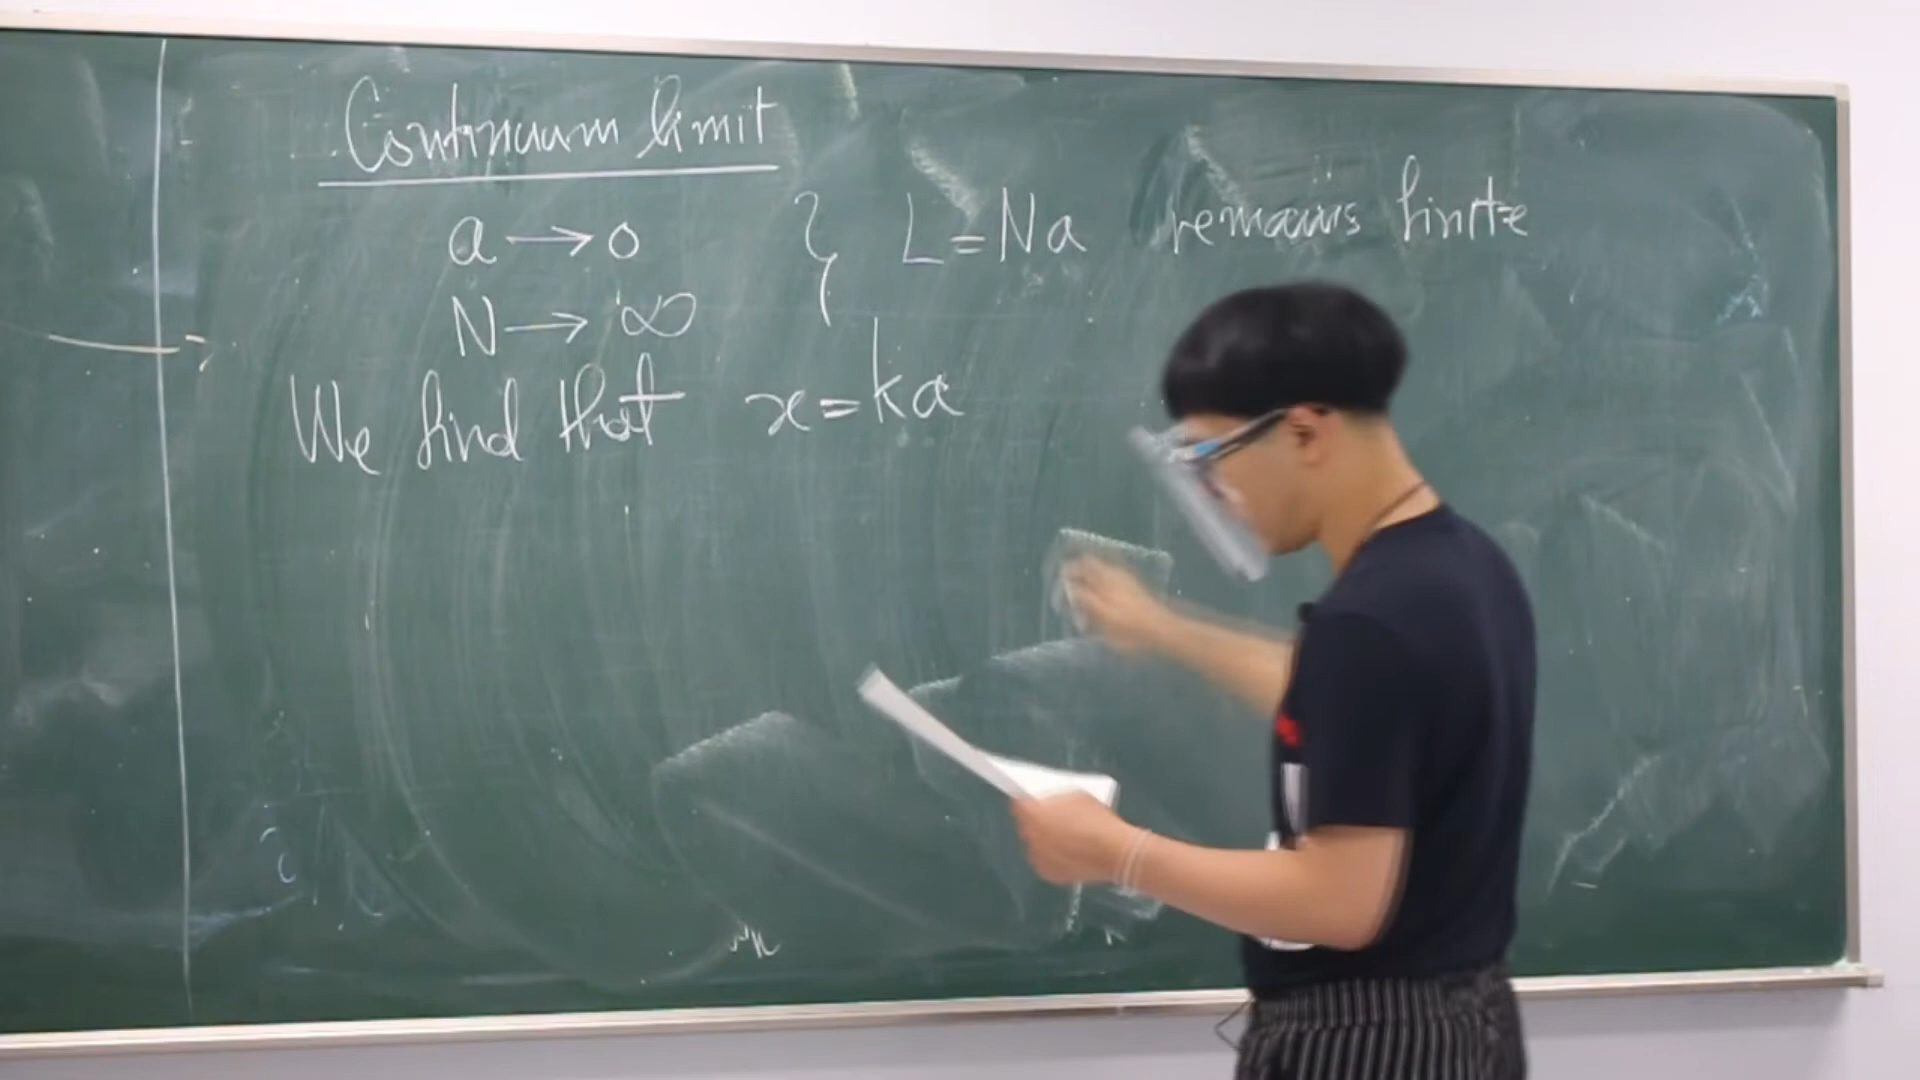 Continuum limit
a → 0 } L = Na remains finite
N → ∞
We find that x = ka